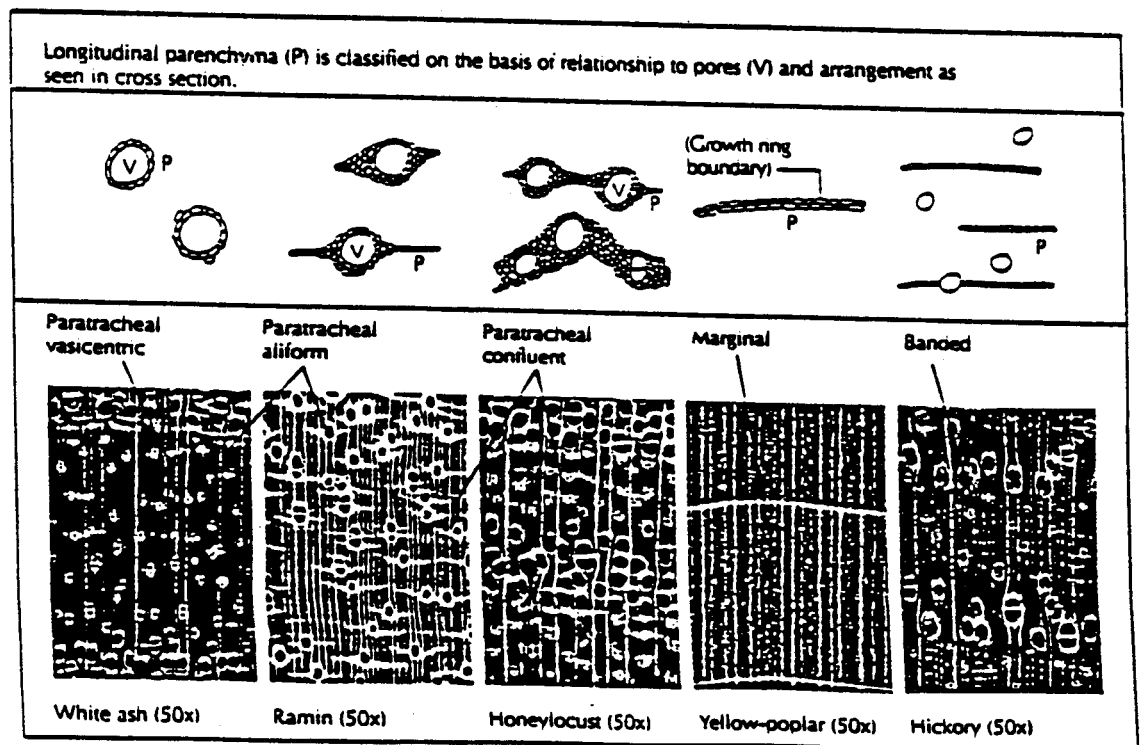 Longitudinal parenchyma (P) is classified on the basis of relationship to pores (V) and arrangement as
seen in cross section.
V P
V
P
V
P
(Growth ring
boundary)
P
P
Paratracheal
vasicentric
Paratracheal
aliform
Paratracheal
confluent
Marginal
Banded
White ash (50x)
Ramin (50x)
Honeylocust (50x)
Yellow-poplar (50x)
Hickory (50x)